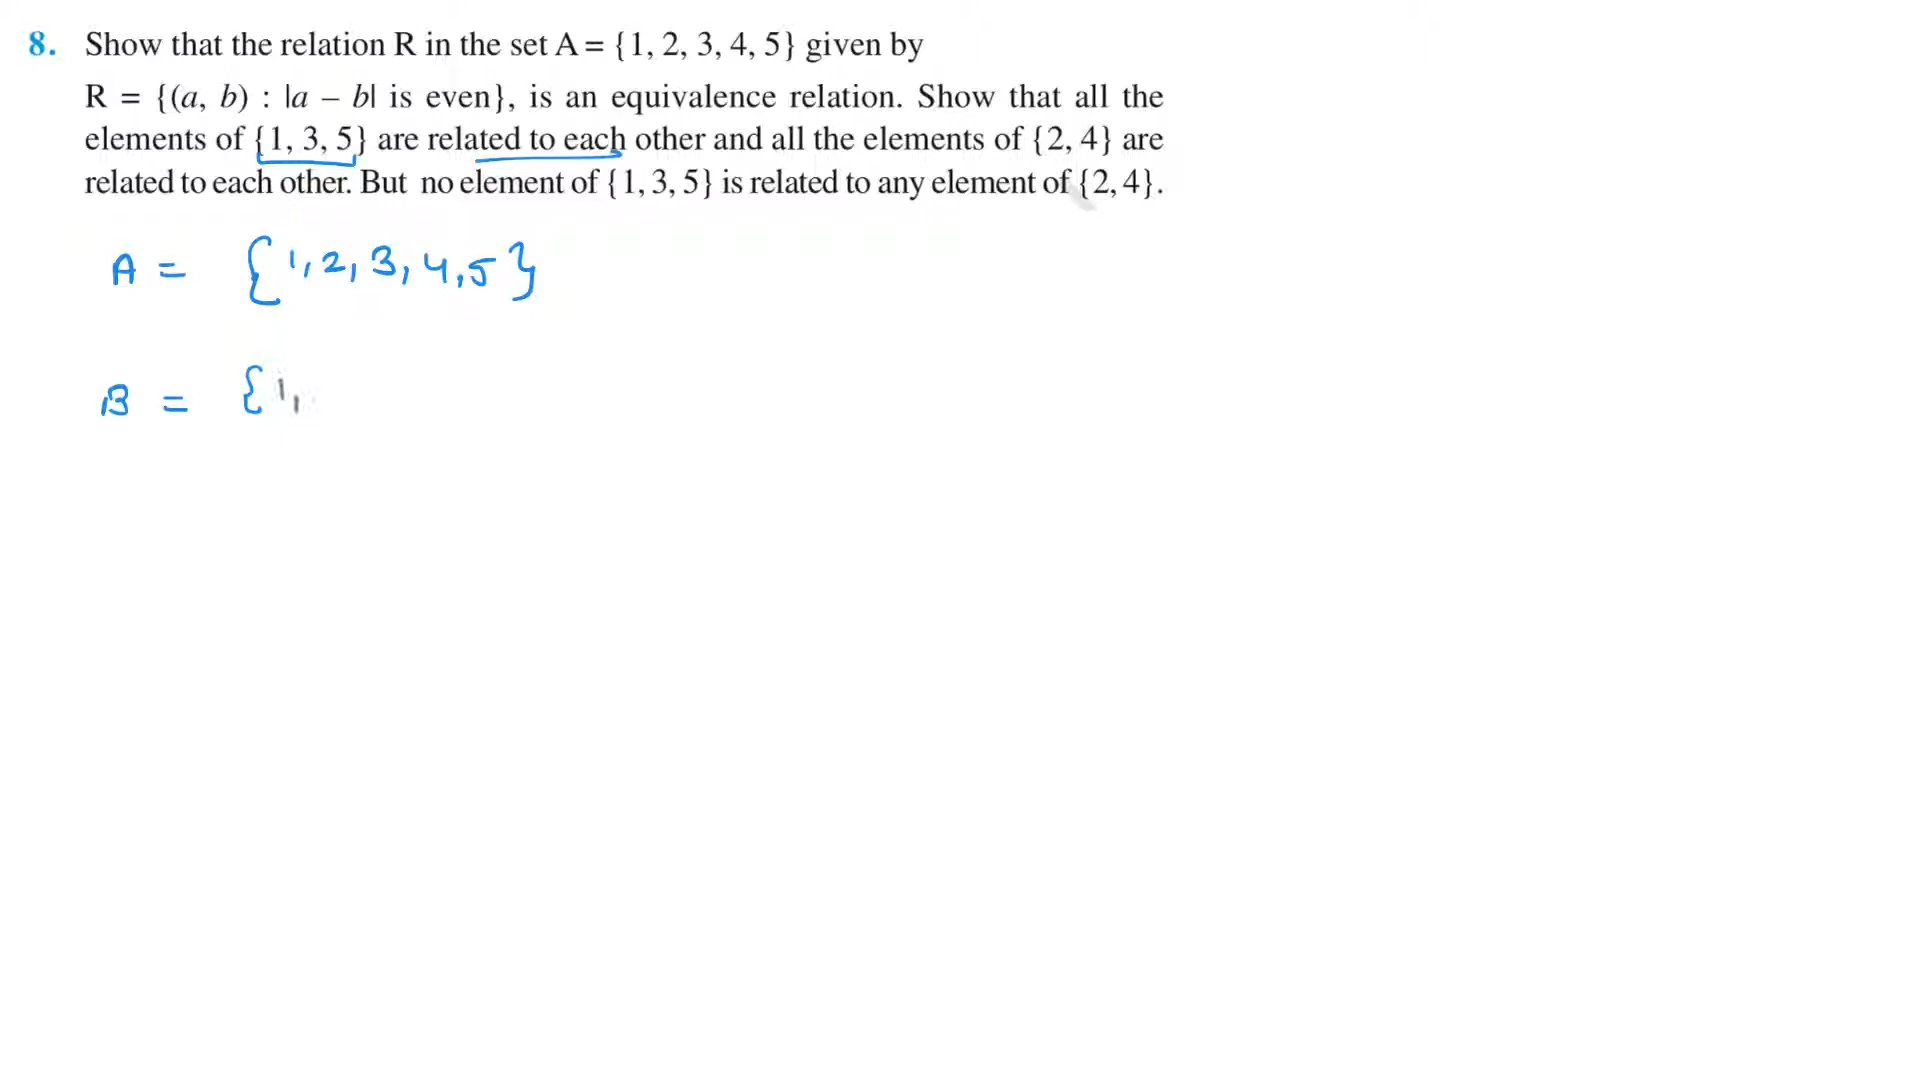 8. Show that the relation R in the set A = {1, 2, 3, 4, 5} given by
R = {(a, b) : |a – b| is even}, is an equivalence relation. Show that all the
elements of {1, 3, 5} are related to each other and all the elements of {2, 4} are
related to each other. But no element of {1, 3, 5} is related to any element of {2, 4}.
A = {1, 2, 3, 4, 5}
B = {1,